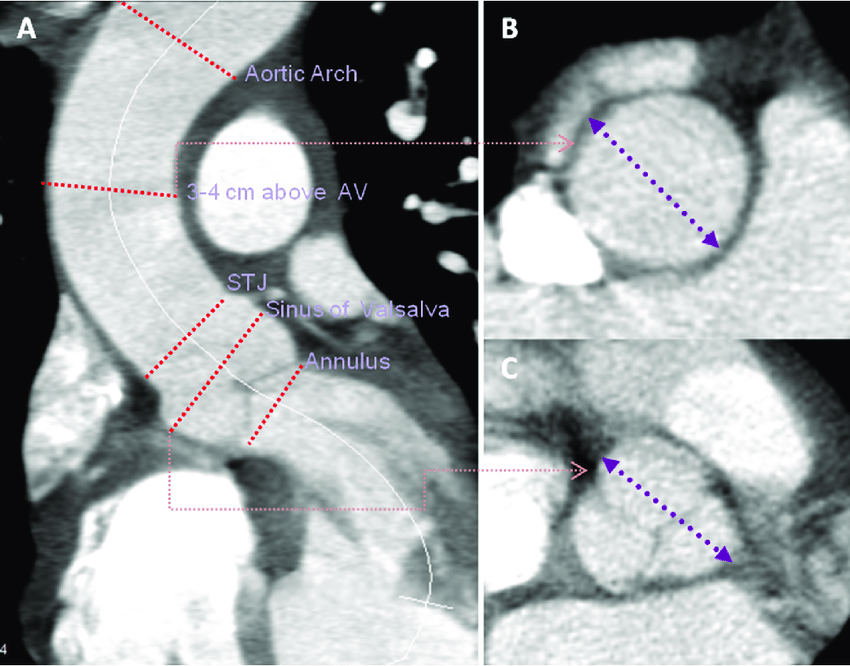 A
Aortic Arch
3-4 cm above AV
STJ
Sinus of Valsalva
Annulus
4
B
C